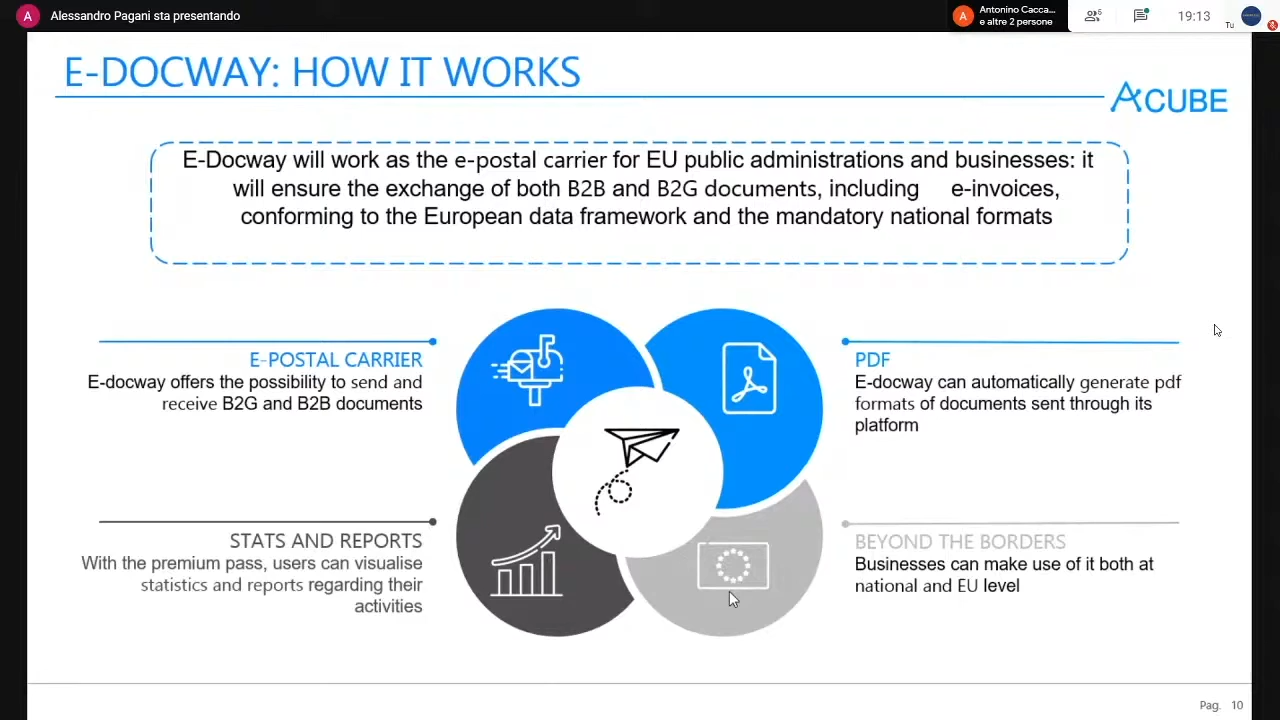 A
Alessandro Pagani sta presentando
A
Antonino Cacca...
e altre 2 persone
5
19:13
Tu
E-DOCWAY: HOW IT WORKS
ACUBE
E-Docway will work as the e-postal carrier for EU public administrations and businesses: it
will ensure the exchange of both B2B and B2G documents, including e-invoices,
conforming to the European data framework and the mandatory national formats
E-POSTAL CARRIER
E-docway offers the possibility to send and
receive B2G and B2B documents
PDF
E-docway can automatically generate pdf
formats of documents sent through its
platform
STATS AND REPORTS
With the premium pass, users can visualise
statistics and reports regarding their
activities
BEYOND THE BORDERS
Businesses can make use of it both at
national and EU level
Pag. 10